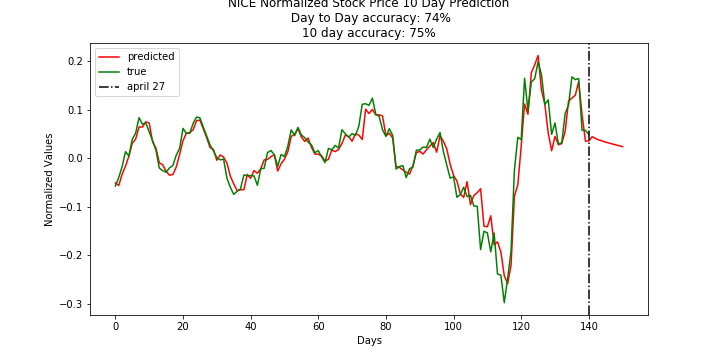 NICE Normalized Stock Price 10 Day Prediction
Day to Day accuracy: 74%
10 day accuracy: 75%
predicted
true
april 27
Normalized Values
0.2
0.1
0.0
−0.1
−0.2
−0.3
0 20 40 60 80 100 120 140
Days